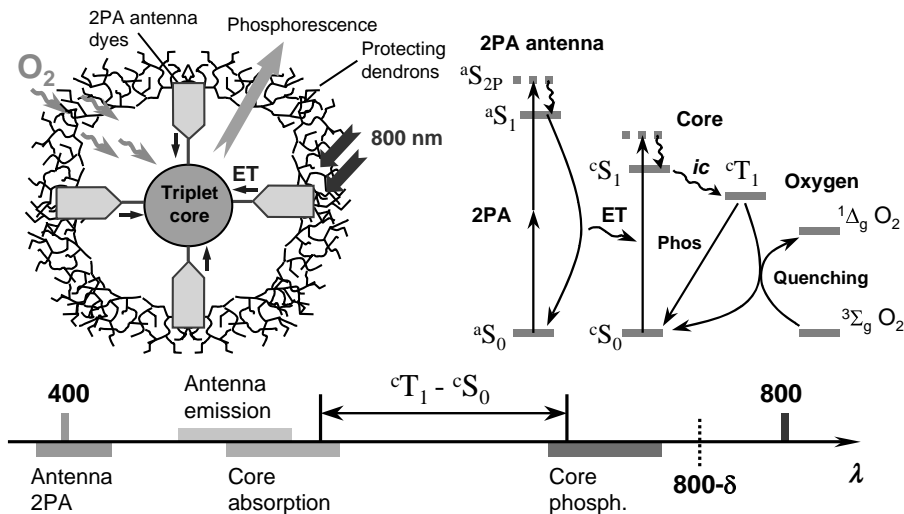 2PA antenna
dyes
Phosphorescence
Protecting
dendrons
O₂
800 nm
ET
Triplet
core
2PA antenna
ᵃS₂P
ᵃS₁
2PA
ᵃS₀
ET
Core
ᶜS₁
ic
ᶜT₁
Phos
ᶜS₀
Oxygen
¹Δg O₂
Quenching
³Σg O₂
400
Antenna
emission
ᶜT₁ - ᶜS₀
800
Antenna
2PA
Core
absorption
Core
phosph.
800-δ
λ